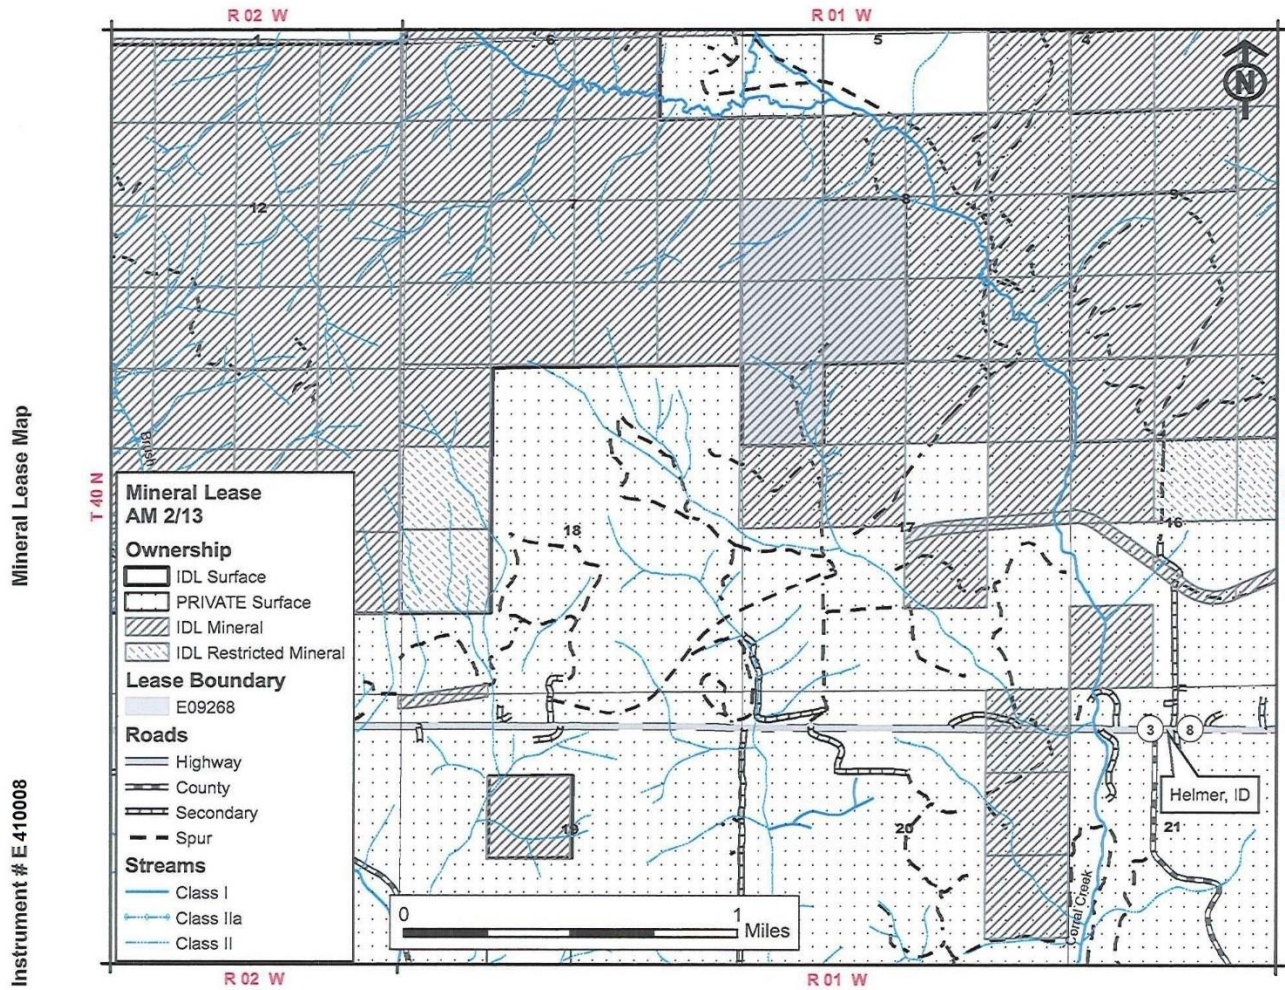 R 02 W
R 01 W
1
6
5
4
N
12
7
8
9
Brush
T 40 N
Mineral Lease Map
Instrument # E 410008
18
17
16
Mineral Lease
AM 2/13
Ownership
IDL Surface
PRIVATE Surface
IDL Mineral
IDL Restricted Mineral
Lease Boundary
E09268
Roads
Highway
County
Secondary
Spur
Streams
Class I
Class IIa
Class II
3
8
Helmer, ID
19
20
21
Corral Creek
0
1
Miles
R 02 W
R 01 W